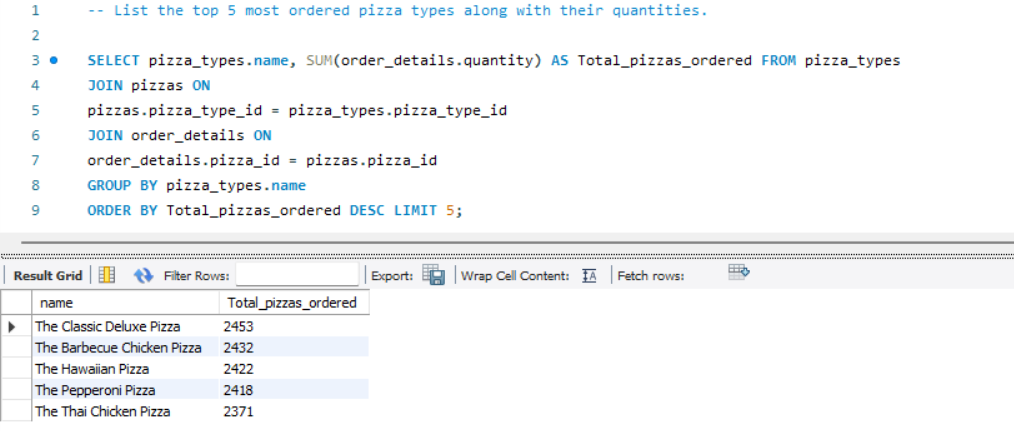 1 -- List the top 5 most ordered pizza types along with their quantities.
2
3 SELECT pizza_types.name, SUM(order_details.quantity) AS Total_pizzas_ordered FROM pizza_types
4 JOIN pizzas ON
5 pizzas.pizza_type_id = pizza_types.pizza_type_id
6 JOIN order_details ON
7 order_details.pizza_id = pizzas.pizza_id
8 GROUP BY pizza_types.name
9 ORDER BY Total_pizzas_ordered DESC LIMIT 5;
Result Grid Filter Rows: Export: Wrap Cell Content: IA Fetch rows:
name Total_pizzas_ordered
The Classic Deluxe Pizza 2453
The Barbecue Chicken Pizza 2432
The Hawaiian Pizza 2422
The Pepperoni Pizza 2418
The Thai Chicken Pizza 2371